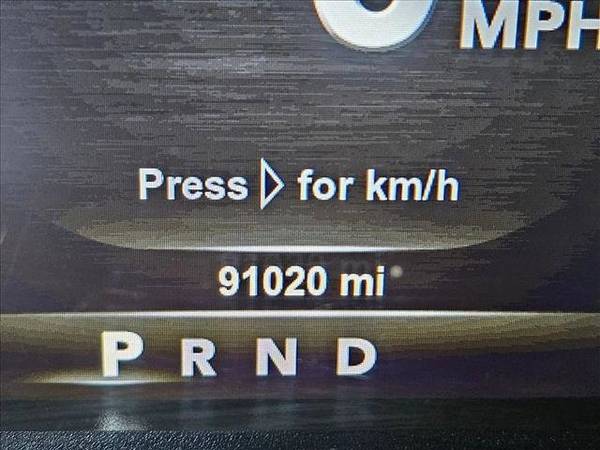 MPH
Press ▷ for km/h
91020 mi
P R N D